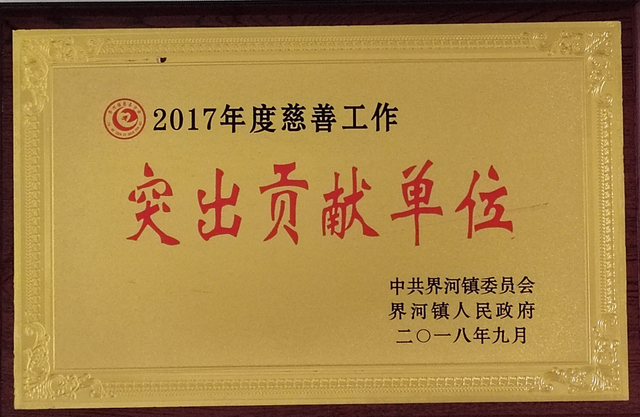 2017年度慈善工作
突出贡献单位
中共界河镇委员会
界河镇人民政府
二〇一八年九月